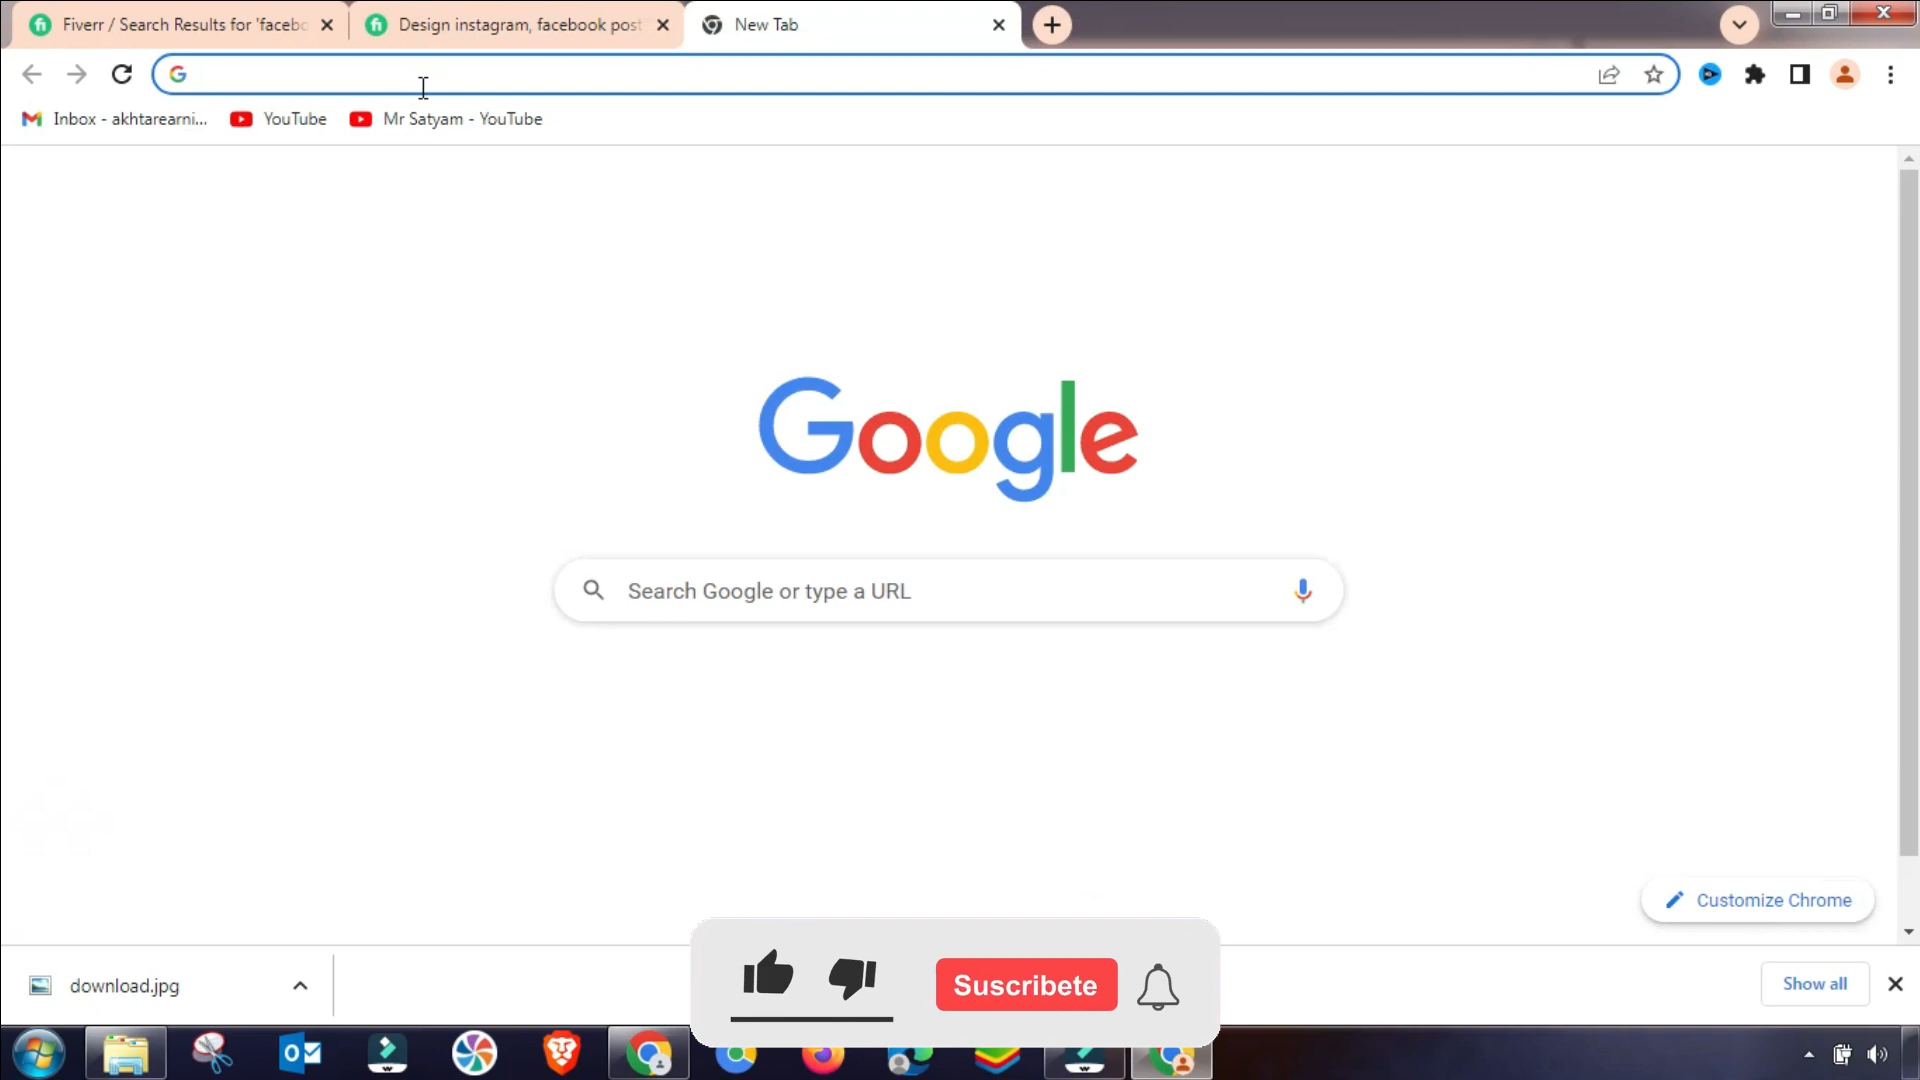 Fiverr / Search Results for 'facebo
Design instagram, facebook post
New Tab
Inbox - akhtarearni...
YouTube
Mr Satyam - YouTube
Google
Search Google or type a URL
Customize Chrome
download.jpg
Show all
Suscribete